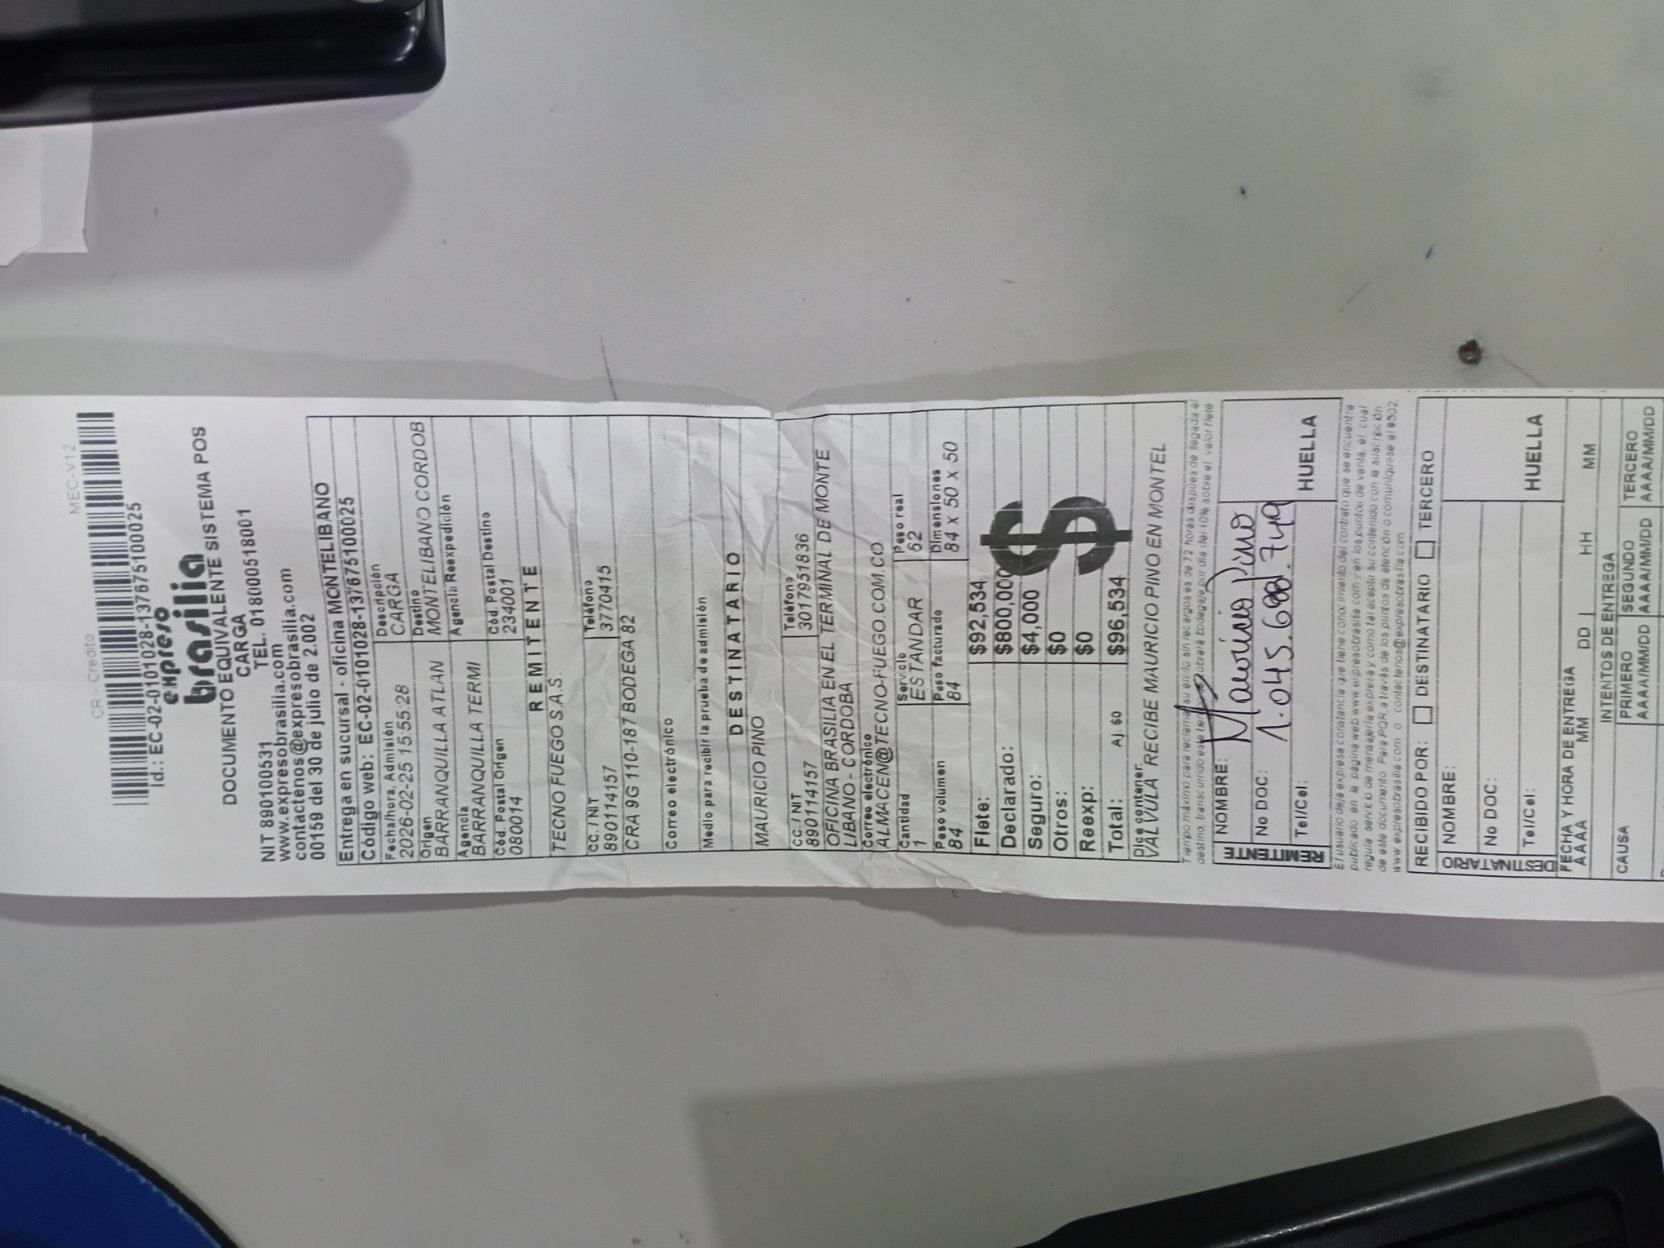 CR - Credito
MEC-V12
Id.: EC-02-0101028-137675100025
expreso
brasilia
DOCUMENTO EQUIVALENTE SISTEMA POS
CARGA
NIT 890100531 TEL.. 018000518001
www.expresobrasilia.com
contactenos@expresobrasilia.com
00159 del 30 de julio de 2.002
Entrega en sucursal - oficina MONTELIBANO
Código web: EC-02-0101028-137675100025
Fecha/hora. Admisión Descripción
2026-02-25 15:55:28 CARGA
Origen Destino
BARRANQUILLA ATLAN MONTELIBANO CORDOB
Agencia Agencia Reexpedición
BARRANQUILLA TERMI
Cód. Postal Origen Cód. Postal Destino
080014 234001
REMITENTE
TECNO FUEGO S.A.S.
CC. / NIT Teléfono
890114157 3770415
CRA 9G 110-187 BODEGA 82
Correo electrónico
Medio para recibir la prueba de admisión
DESTINATARIO
MAURICIO PINO
CC. / NIT Teléfono
890114157 3017951836
OFICINA BRASILIA EN EL TERMINAL DE MONTE
LIBANO - CORDOBA
Correo electrónico
ALMACEN@TECNO-FUEGO.COM.CO
Cantidad Servicio Peso real
1 ESTANDAR 62
Peso volumen Peso facturado Dimensiones
84 84 84 x 50 x 50
Flete: $92,534
Declarado: $800,000
Seguro: $4,000
Otros: $0
Reexp: $0
Total: Aj. $0 $96,534
$$
Dice contener
VALVULA RECIBE MAURICIO PINO EN MONTEL
REMITENTE
NOMBRE: Mauricio Pino
No DOC: 1.045.688.749
Tel/Cel:
HUELLA
RECIBIDO POR: DESTINATARIO TERCERO
DESTINATARIO
NOMBRE:
No DOC:
Tel/Cel:
HUELLA
FECHA Y HORA DE ENTREGA
AAAA MM DD HH MM
INTENTOS DE ENTREGA
CAUSA PRIMERO SEGUNDO TERCERO
AAAA/MM/DD AAAA/MM/DD AAAA/MM/DD